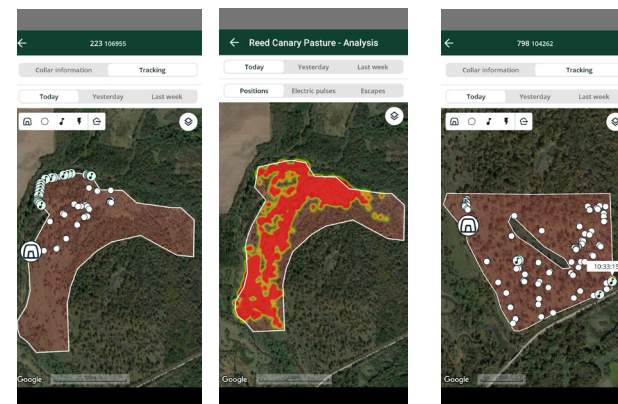 223 106955
Collar information Tracking
Today Yesterday Last week
Google
Reed Canary Pasture - Analysis
Today Yesterday Last week
Positions Electric pulses Escapes
Google
798 104262
Collar information Tracking
Today Yesterday Last week
10:33:15
Google